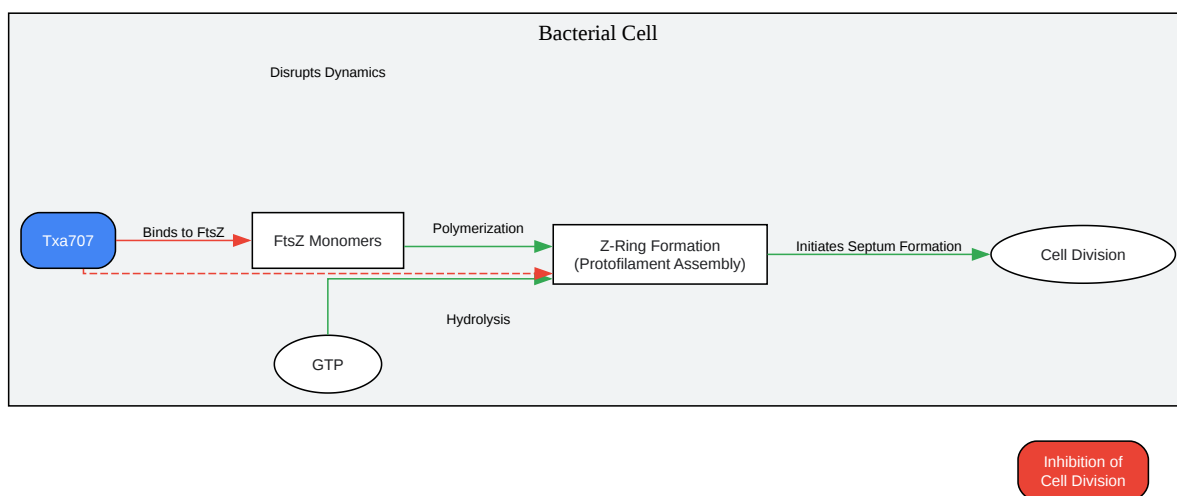 Bacterial Cell
Disrupts Dynamics
Txa707
Binds to FtsZ
FtsZ Monomers
Polymerization
Z-Ring Formation
(Protofilament Assembly)
Initiates Septum Formation
Cell Division
Hydrolysis
GTP
Inhibition of
Cell Division